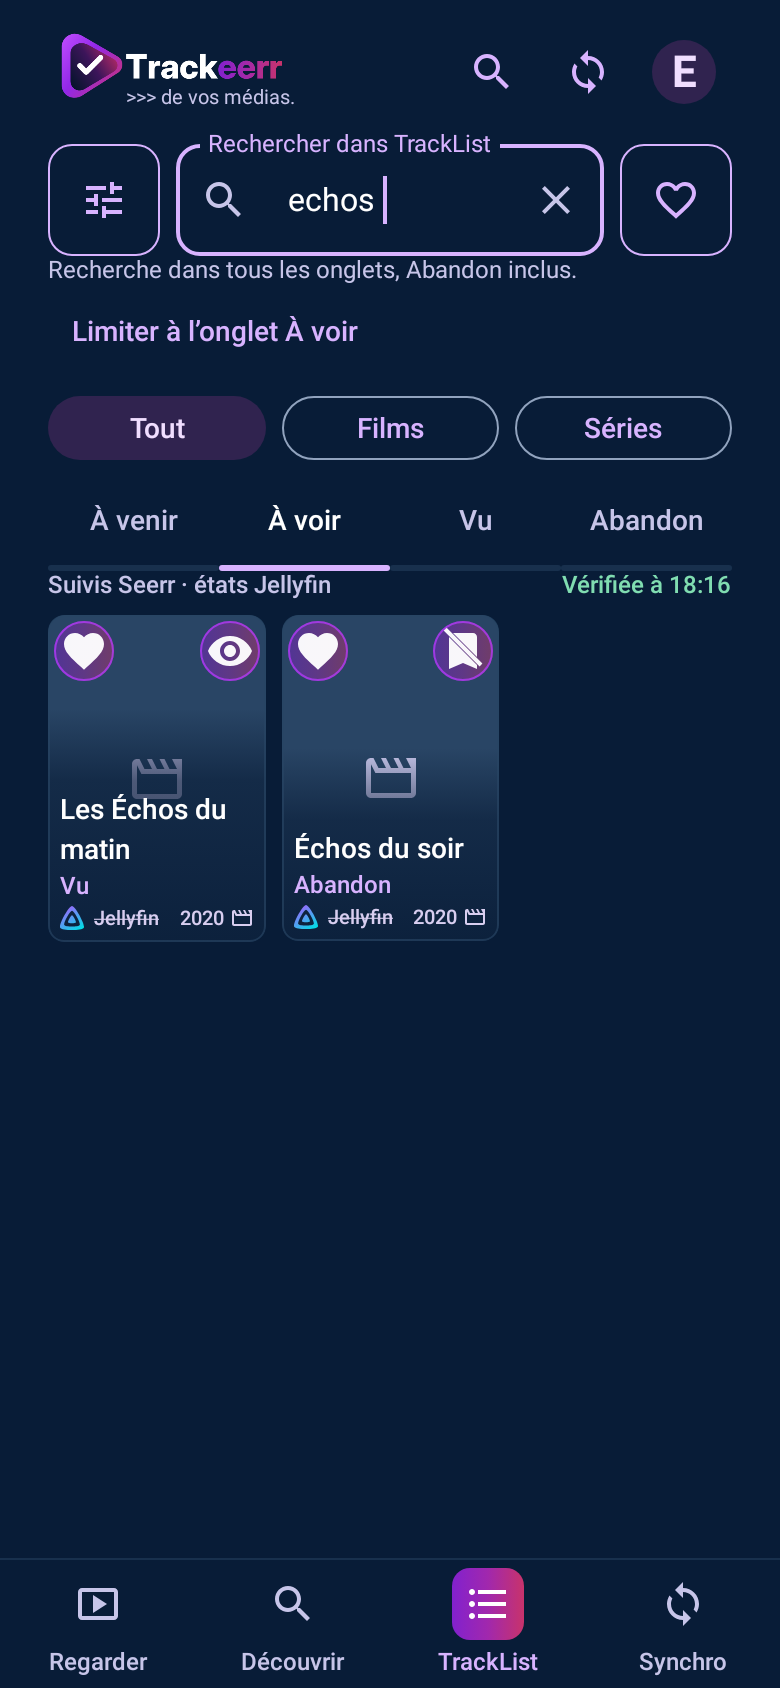 Trackeerr
>>> de vos médias.
E
Rechercher dans TrackList
echos
Recherche dans tous les onglets, Abandon inclus.
Limiter à l’onglet À voir
Tout
Films
Séries
À venir
À voir
Vu
Abandon
Suivis Seerr · états Jellyfin
Vérifiée à 18:16
Les Échos du
matin
Vu
Jellyfin 2020
Échos du soir
Abandon
Jellyfin 2020
Regarder
Découvrir
TrackList
Synchro